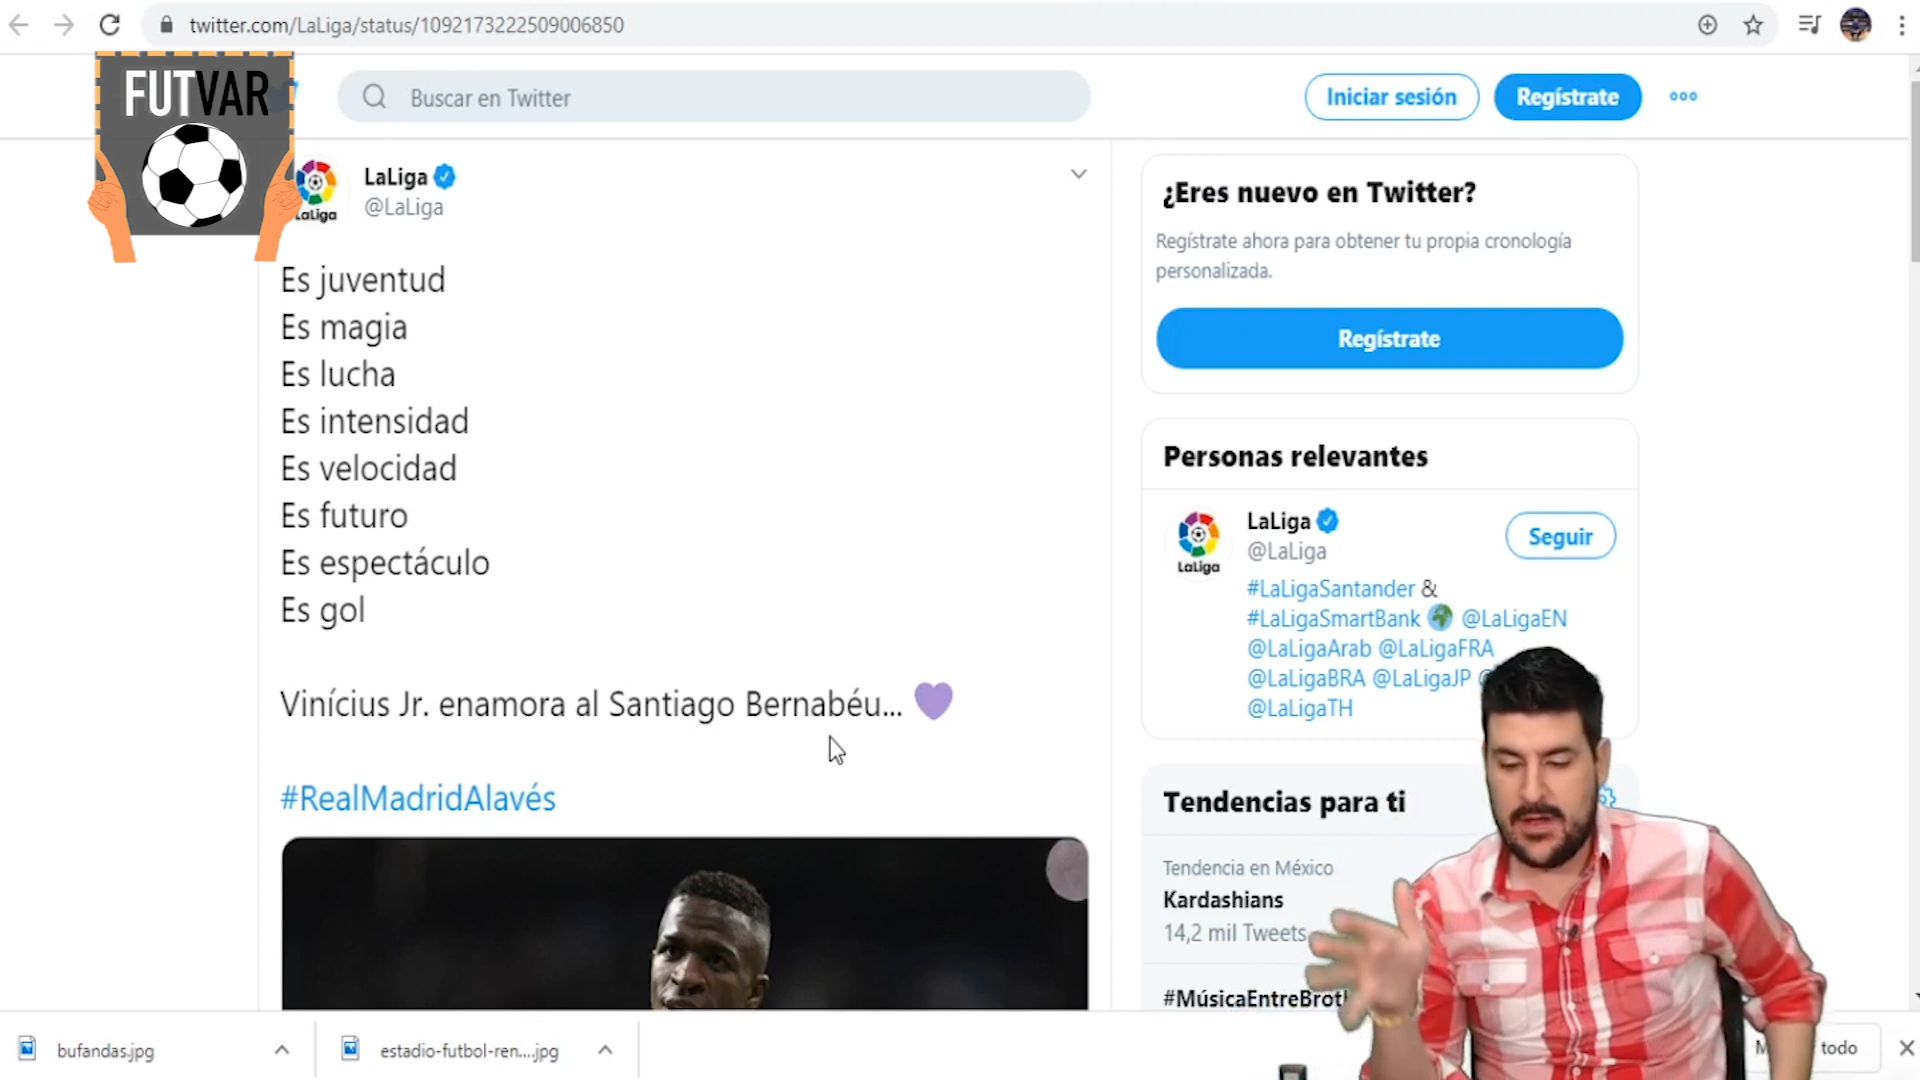 twitter.com/LaLiga/status/1092173222509006850
FUTVAR
Buscar en Twitter
Iniciar sesión
Regístrate
LaLiga
@LaLiga
LaLiga
Es juventud
Es magia
Es lucha
Es intensidad
Es velocidad
Es futuro
Es espectáculo
Es gol
Vinícius Jr. enamora al Santiago Bernabéu... 💜
#RealMadridAlavés
¿Eres nuevo en Twitter?
Regístrate ahora para obtener tu propia cronología
personalizada.
Regístrate
Personas relevantes
LaLiga
@LaLiga
Seguir
LaLiga
#LaLigaSantander &
#LaLigaSmartBank 🌍 @LaLigaEN
@LaLigaArab @LaLigaFRA
@LaLigaBRA @LaLigaJP
@LaLigaTH
Tendencias para ti
Tendencia en México
Kardashians
14,2 mil Tweets
#MúsicaEntreBrot
bufandas.jpg
estadio-futbol-ren....jpg
todo